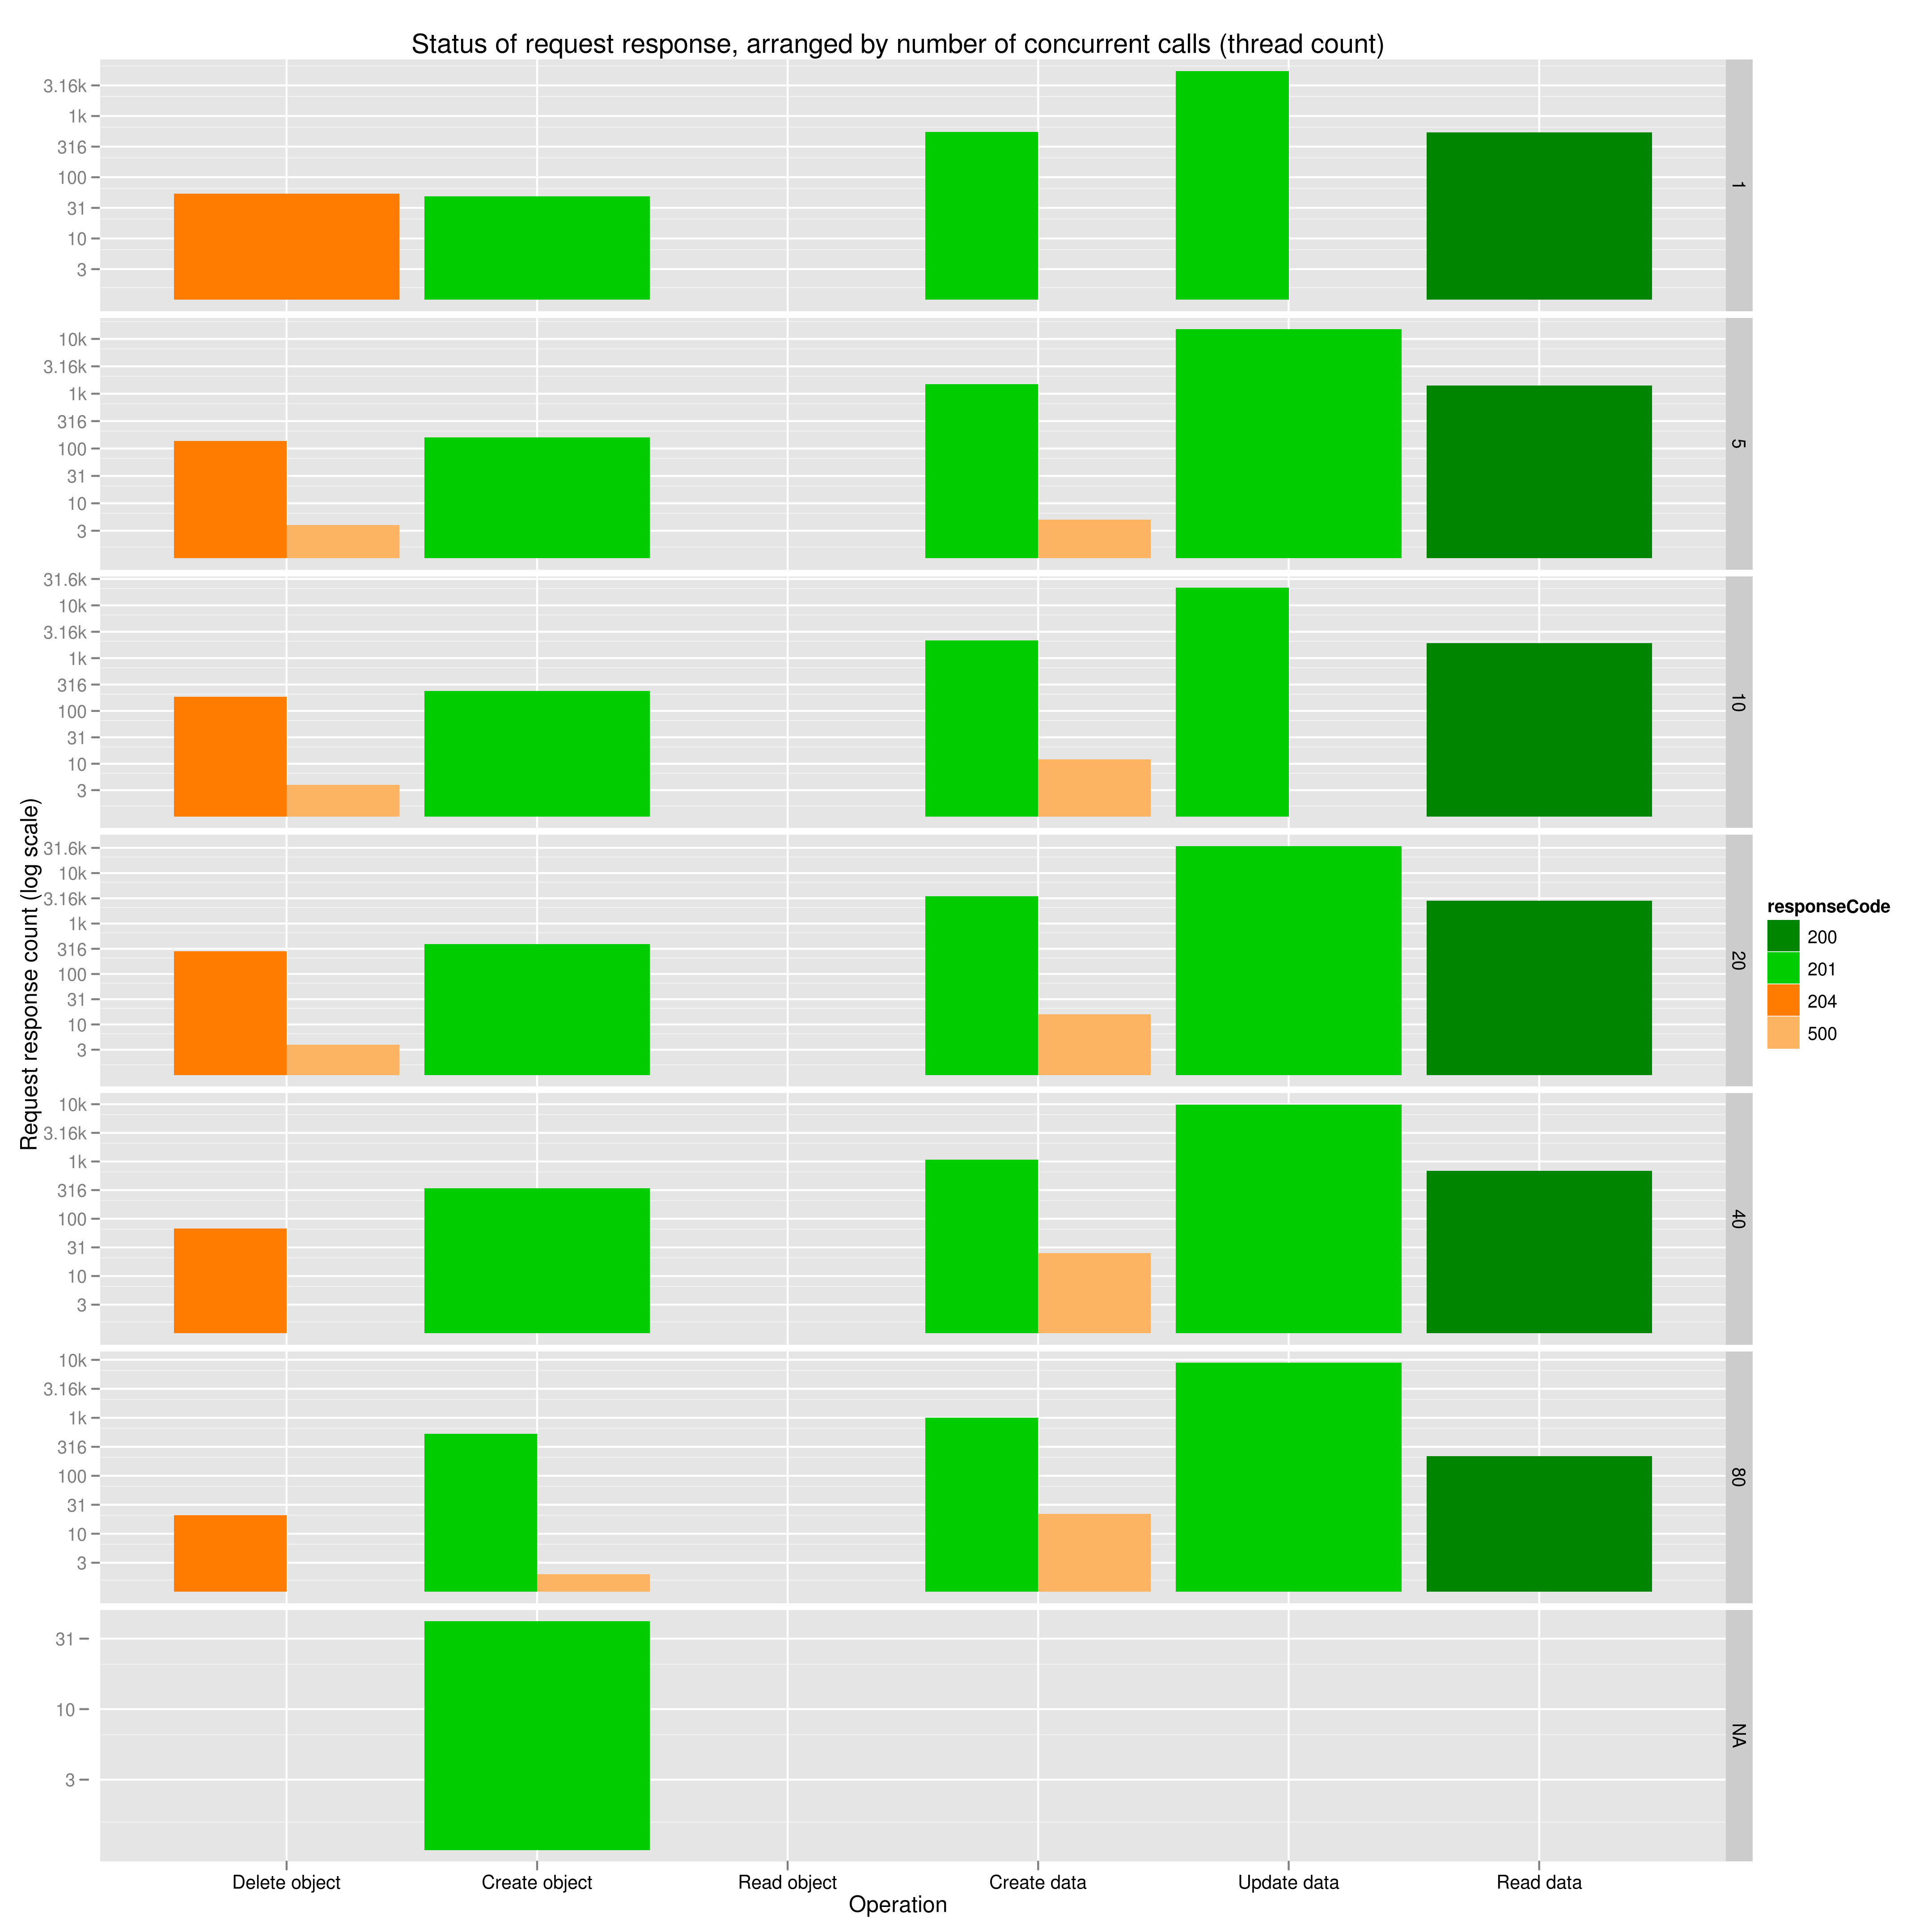 Status of request response, arranged by number of concurrent calls (thread count)
3.16k
1k
316
100
31
10
3
1
10k
3.16k
1k
316
100
31
10
3
5
31.6k
10k
3.16k
1k
316
100
31
10
3
10
31.6k
10k
3.16k
1k
316
100
31
10
3
20
10k
3.16k
1k
316
100
31
10
3
40
10k
3.16k
1k
316
100
31
10
3
80
31
10
3
NA
Request response count (log scale)
Delete object
Create object
Read object
Create data
Update data
Read data
Operation
responseCode
200
201
204
500